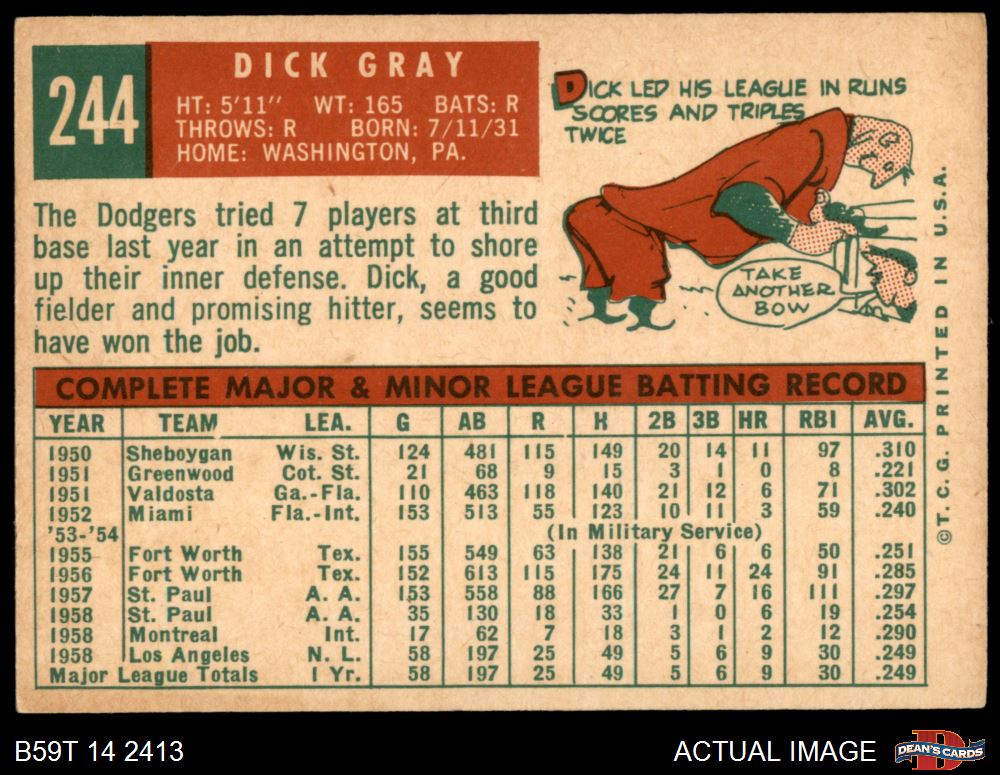 244
DICK GRAY
HT: 5'11" WT: 165 BATS: R
THROWS: R BORN: 7/11/31
HOME: WASHINGTON, PA.
DICK LED HIS LEAGUE IN RUNS
SCORES AND TRIPLES
TWICE
TAKE
ANOTHER
BOW
The Dodgers tried 7 players at third
base last year in an attempt to shore
up their inner defense. Dick, a good
fielder and promising hitter, seems to
have won the job.
COMPLETE MAJOR & MINOR LEAGUE BATTING RECORD
YEAR TEAM LEA. G AB R H 2B 3B HR RBI AVG.
1950 Sheboygan Wis. St. 124 481 115 149 20 14 11 97 .310
1951 Greenwood Cot. St. 21 68 9 15 3 1 0 8 .221
1951 Valdosta Ga.-Fla. 110 463 118 140 21 12 6 71 .302
1952 Miami Fla.-Int. 153 513 55 123 10 11 3 59 .240
'53-'54 (In Military Service)
1955 Fort Worth Tex. 155 549 63 138 21 6 6 50 .251
1956 Fort Worth Tex. 152 613 115 175 24 11 24 91 .285
1957 St. Paul A. A. 153 558 88 166 27 7 16 111 .297
1958 St. Paul A. A. 35 130 18 33 1 0 6 19 .254
1958 Montreal Int. 17 62 7 18 3 1 2 12 .290
1958 Los Angeles N. L. 58 197 25 49 5 6 9 30 .249
Major League Totals 1 Yr. 58 197 25 49 5 6 9 30 .249
© T. C. G. PRINTED IN U.S.A.
B59T 14 2413
ACTUAL IMAGE
D
DEAN'S CARDS